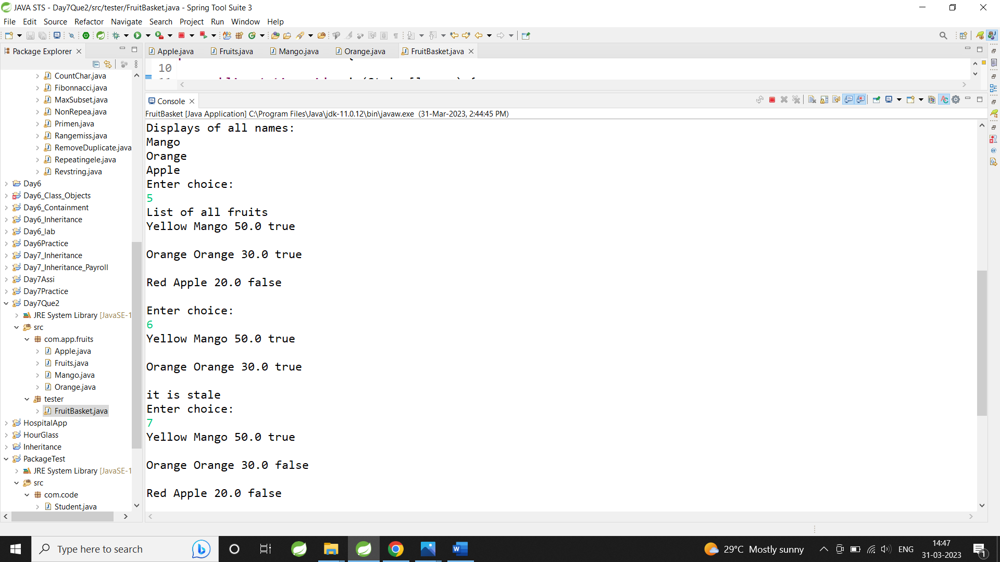 JAVA STS - Day7Que2/src/tester/FruitBasket.java - Spring Tool Suite 3
File Edit Source Refactor Navigate Search Project Run Window Help
Package Explorer
CountChar.java
Fibonnacci.java
MaxSubset.java
NonRepea.java
Primen.java
Rangemiss.java
RemoveDuplicate.java
Repeatingele.java
Revstring.java
Day6
Day6_Class_Objects
Day6_Containment
Day6_Inheritance
Day6_lab
Day6Practice
Day7_Inheritance
Day7_Inheritance_Payroll
Day7Assi
Day7Practice
Day7Que2
JRE System Library [JavaSE-1
src
com.app.fruits
Apple.java
Fruits.java
Mango.java
Orange.java
tester
FruitBasket.java
HospitalApp
HourGlass
Inheritance
PackageTest
JRE System Library [JavaSE-1
src
com.code
Student.java
Apple.java Fruits.java Mango.java Orange.java FruitBasket.java
10
Console
FruitBasket [Java Application] C:\Program Files\Java\jdk-11.0.12\bin\javaw.exe (31-Mar-2023, 2:44:45 PM)
Displays of all names:
Mango
Orange
Apple
Enter choice:
5
List of all fruits
Yellow Mango 50.0 true
Orange Orange 30.0 true
Red Apple 20.0 false
Enter choice:
6
Yellow Mango 50.0 true
Orange Orange 30.0 true
it is stale
Enter choice:
7
Yellow Mango 50.0 true
Orange Orange 30.0 false
Red Apple 20.0 false
Type here to search
29°C Mostly sunny
ENG
14:47
31-03-2023
1